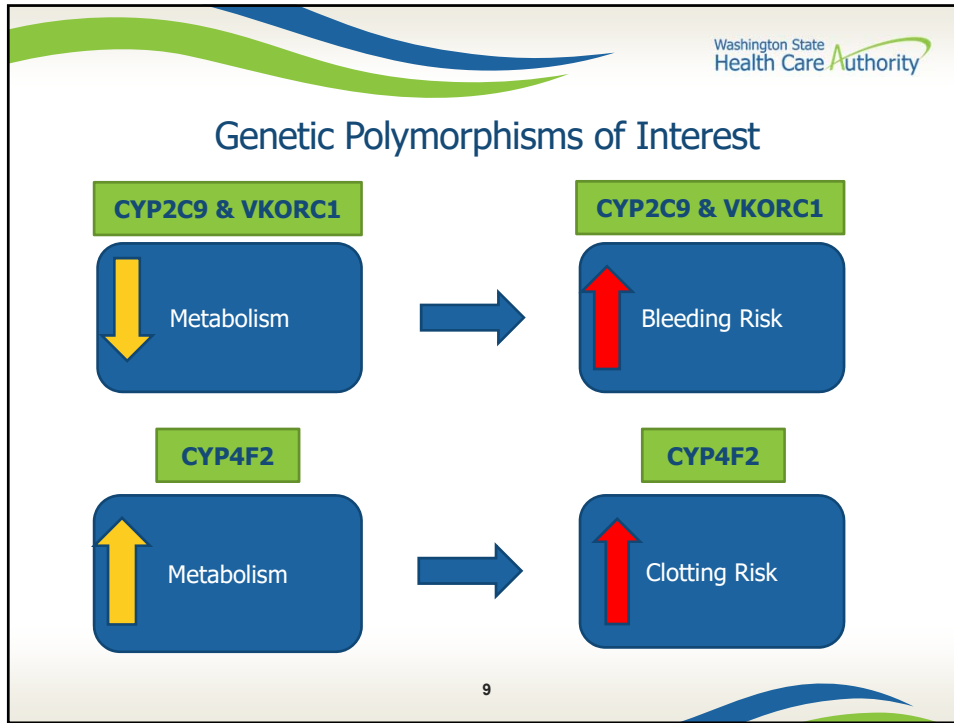 Washington State
Health Care Authority
Genetic Polymorphisms of Interest
CYP2C9 & VKORC1
CYP2C9 & VKORC1
Metabolism
Bleeding Risk
CYP4F2
CYP4F2
Metabolism
Clotting Risk
9